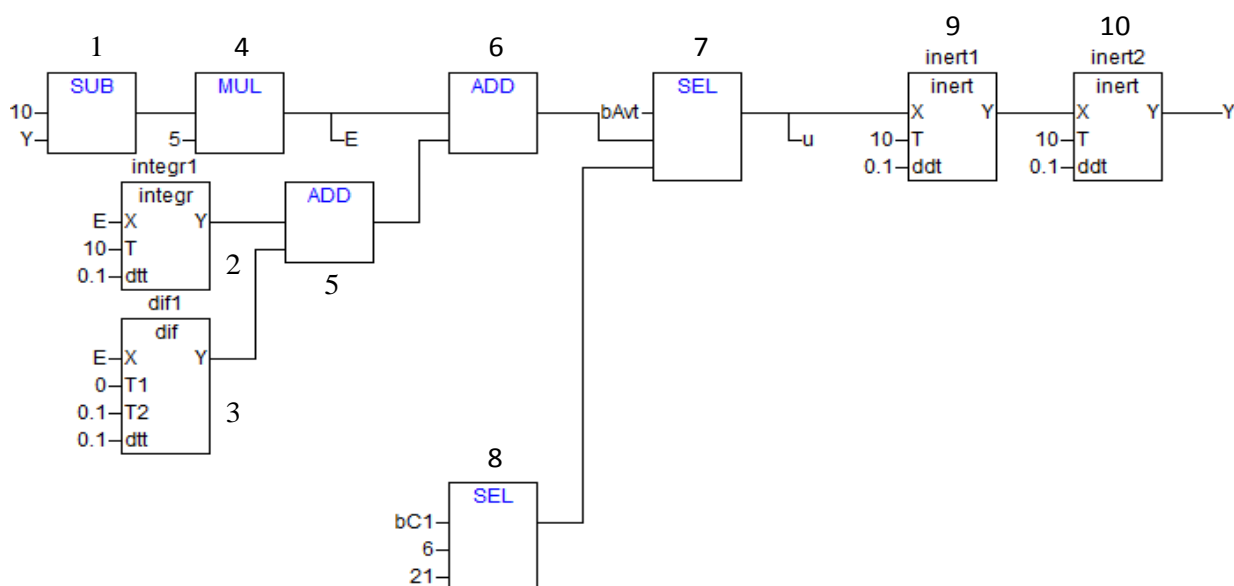 1
4
6
7
9
10
SUB
MUL
ADD
SEL
inert1
inert2
inert
inert
10
Y
5
E
bAvt
u
X
Y
10
T
0.1
ddt
X
Y
10
T
0.1
ddt
Y
integr1
integr
E
X
Y
10
T
0.1
dtt
2
ADD
5
dif1
dif
E
X
Y
0
T1
0.1
T2
0.1
dtt
3
8
SEL
bC1
6
21